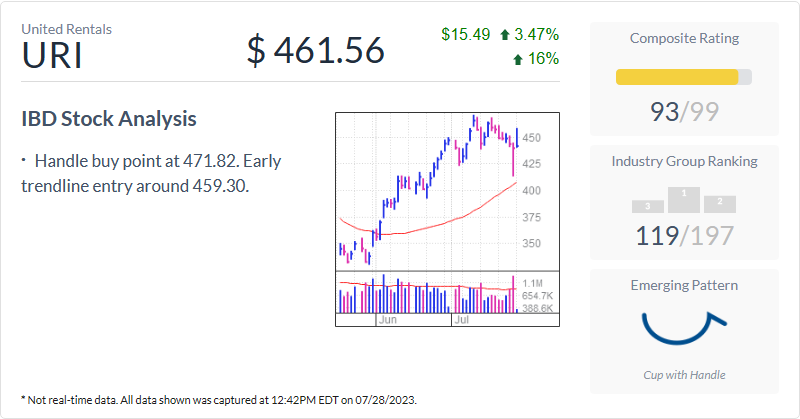 United Rentals
URI
$ 461.56
$15.49 3.47%
16%
IBD Stock Analysis
• Handle buy point at 471.82. Early
trendline entry around 459.30.
450
425
400
375
350
1.1M
654.7K
388.6K
Jun Jul
Composite Rating
93/99
Industry Group Ranking
3 1 2
119/197
Emerging Pattern
Cup with Handle
* Not real-time data. All data shown was captured at 12:42PM EDT on 07/28/2023.